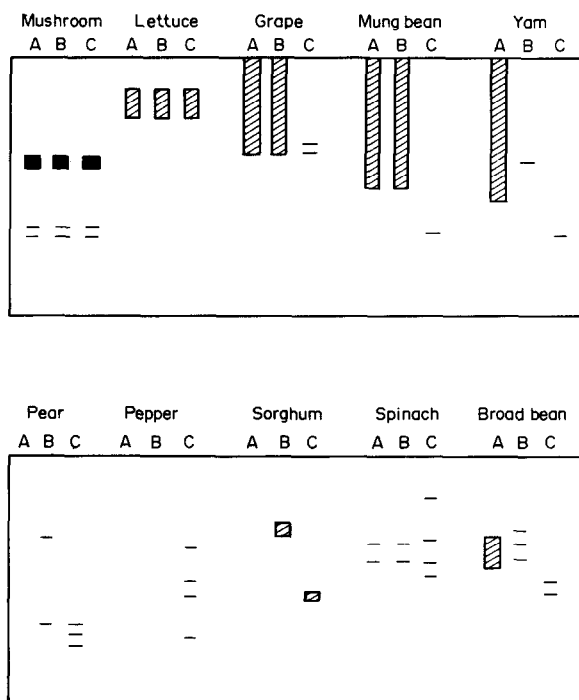 Mushroom Lettuce Grape Mung bean Yam
A B C A B C A B C A B C A B C
Pear Pepper Sorghum Spinach Broad bean
A B C A B C A B C A B C A B C